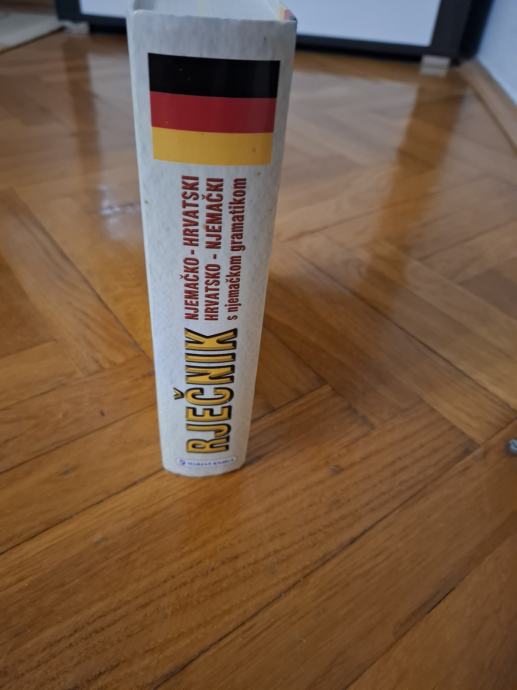 RJEČNIK
NJEMAČKO - HRVATSKI
HRVATSKO - NJEMAČKI
s njemačkom gramatikom